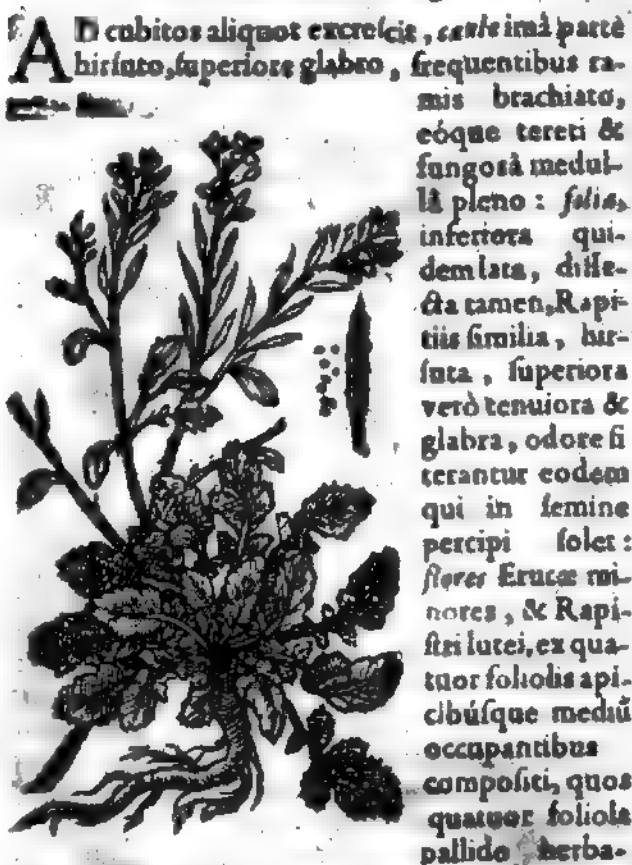 AD cubitos aliquot excreſcit, caule imâ partē
hirſuto, ſuperiore glabro, frequentibus ra-
mis brachiato,
eóque tereti &
fungosâ medul-
lâ pleno: folia,
inferiora qui-
dem lata, diſſe-
cta tamen, Rapi-
ſtriis ſimilia, hir-
ſuta, ſuperiora
verò tenuiora &
glabra, odore ſi
terantur eodem
qui in ſemine
percipi ſolet:
flores Erucæ mi-
nores, & Rapi-
ſtri lutei, ex qua-
tuor foliolis api-
cibúſque mediū
occupantibus
compoſiti, quos
quatuor foliola
pallido herba-